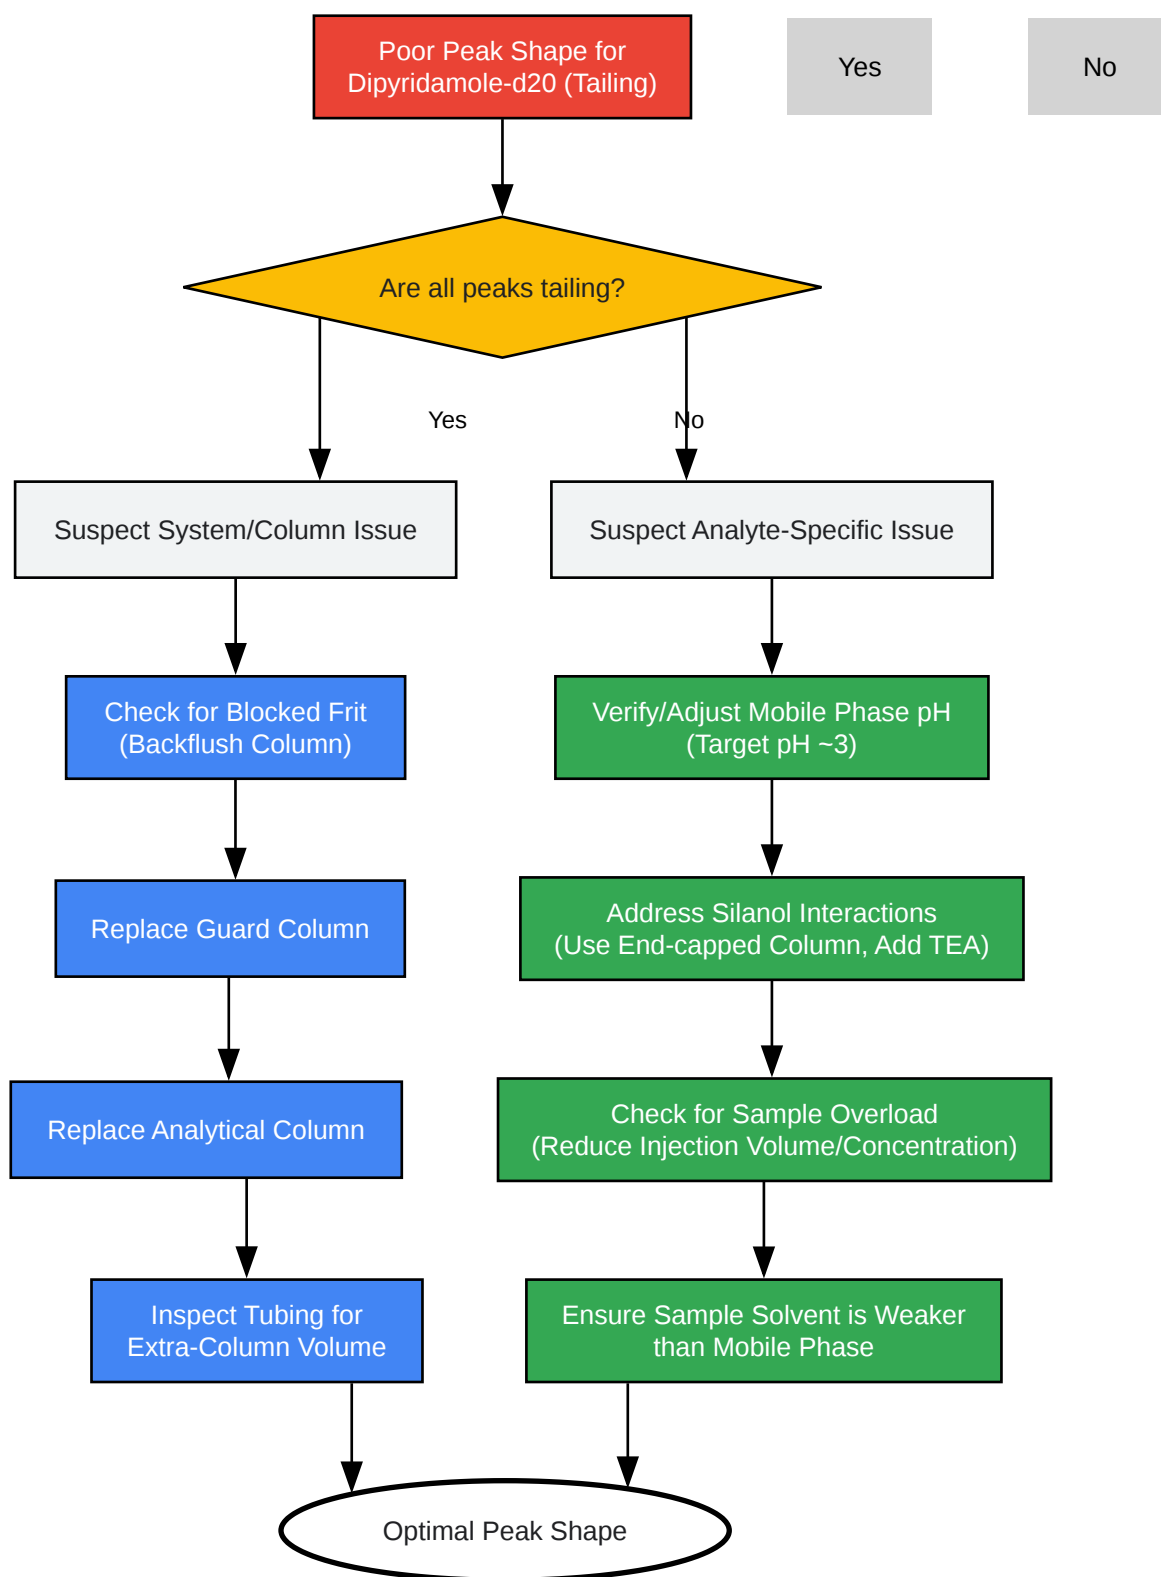 Poor Peak Shape for
Dipyridamole-d20 (Tailing)
Yes
No
Are all peaks tailing?
Yes
No
Suspect System/Column Issue
Suspect Analyte-Specific Issue
Check for Blocked Frit
(Backflush Column)
Verify/Adjust Mobile Phase pH
(Target pH ~3)
Replace Guard Column
Address Silanol Interactions
(Use End-capped Column, Add TEA)
Replace Analytical Column
Check for Sample Overload
(Reduce Injection Volume/Concentration)
Inspect Tubing for
Extra-Column Volume
Ensure Sample Solvent is Weaker
than Mobile Phase
Optimal Peak Shape